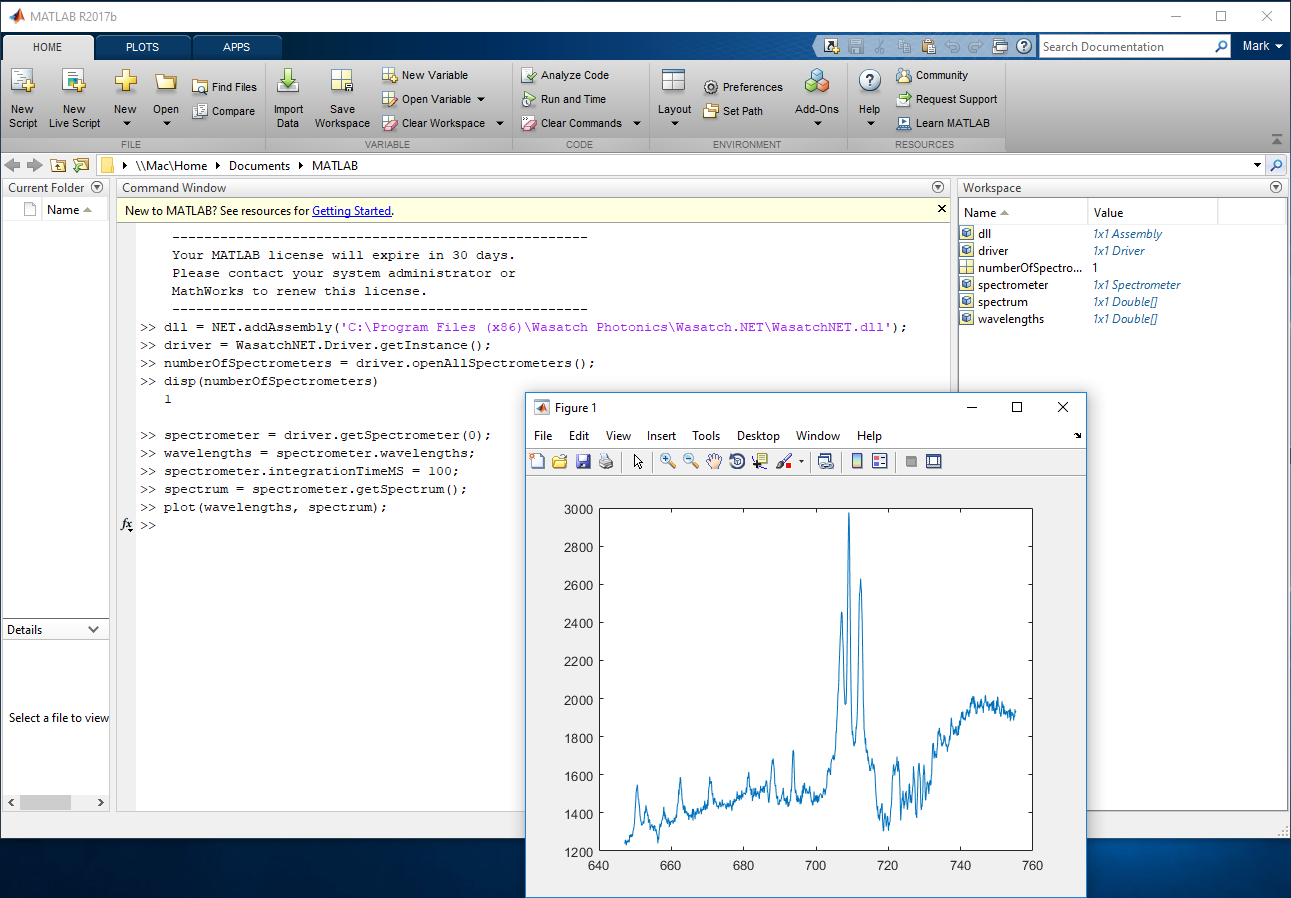 MATLAB R2017b
HOME PLOTS APPS
Search Documentation
Mark
New Script
New Live Script
New
Open
Find Files
Compare
FILE
Import Data
Save Workspace
New Variable
Open Variable
Clear Workspace
VARIABLE
Analyze Code
Run and Time
Clear Commands
CODE
Layout
Preferences
Set Path
Add-Ons
ENVIRONMENT
Help
Community
Request Support
Learn MATLAB
RESOURCES
\\Mac\Home Documents MATLAB
Current Folder
Name
Details
Select a file to view
Command Window
New to MATLAB? See resources for Getting Started.
----------------------------------------------------
Your MATLAB license will expire in 30 days.
Please contact your system administrator or
MathWorks to renew this license.
----------------------------------------------------
>> dll = NET.addAssembly('C:\Program Files (x86)\Wasatch Photonics\Wasatch.NET\WasatchNET.dll');
>> driver = WasatchNET.Driver.getInstance();
>> numberOfSpectrometers = driver.openAllSpectrometers();
>> disp(numberOfSpectrometers)
1
>> spectrometer = driver.getSpectrometer(0);
>> wavelengths = spectrometer.wavelengths;
>> spectrometer.integrationTimeMS = 100;
>> spectrum = spectrometer.getSpectrum();
>> plot(wavelengths, spectrum);
fx >>
Workspace
Name Value
dll 1x1 Assembly
driver 1x1 Driver
numberOfSpectro... 1
spectrometer 1x1 Spectrometer
spectrum 1x1 Double[]
wavelengths 1x1 Double[]
Figure 1
File Edit View Insert Tools Desktop Window Help
3000
2800
2600
2400
2200
2000
1800
1600
1400
1200
640 660 680 700 720 740 760